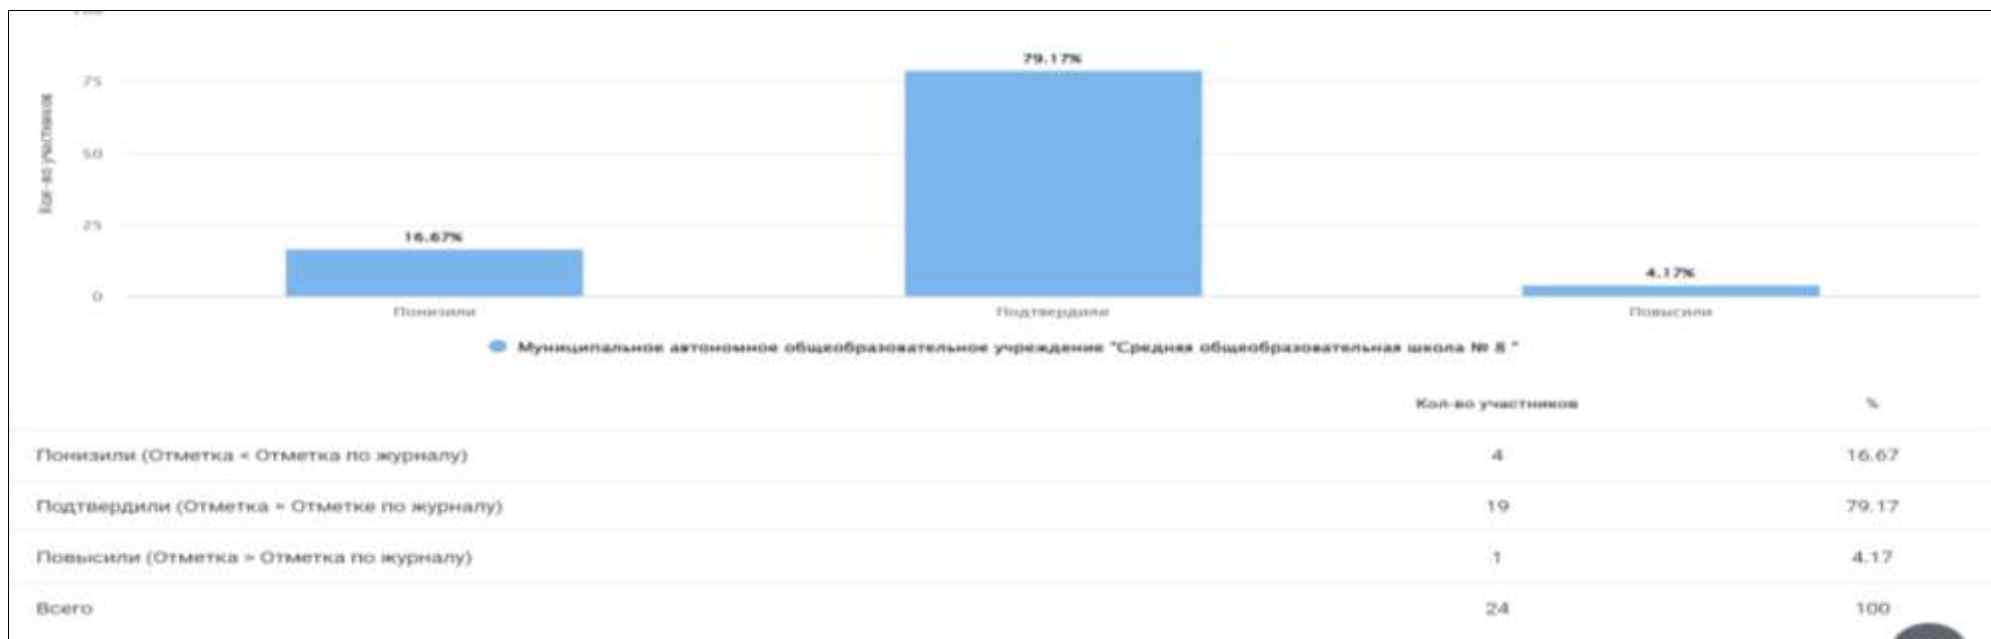 79.17%
75
Кол-во участников
50
25
16.67%
4.17%
0
Понизили
Подтвердили
Повысили
Муниципальное автономное общеобразовательное учреждение "Средняя общеобразовательная школа № 8 "
Кол-во участников %
Понизили (Отметка < Отметка по журналу) 4 16.67
Подтвердили (Отметка = Отметке по журналу) 19 79.17
Повысили (Отметка > Отметка по журналу) 1 4.17
Всего 24 100